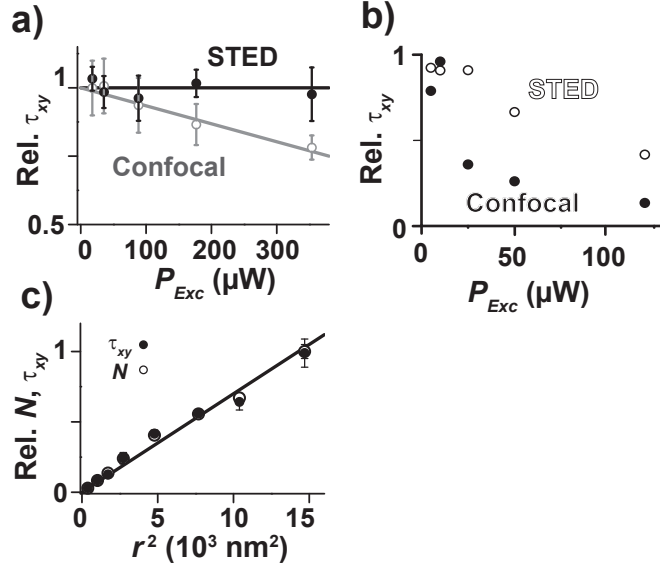 a)
STED
Confocal
Rel. τxy
1
0.5
0 100 200 300
PExc (µW)
b)
STED
Confocal
Rel. τxy
1
0
0 50 100
PExc (µW)
c)
τxy
N
Rel. N, τxy
1
0
0 5 10 15
r² (10³ nm²)